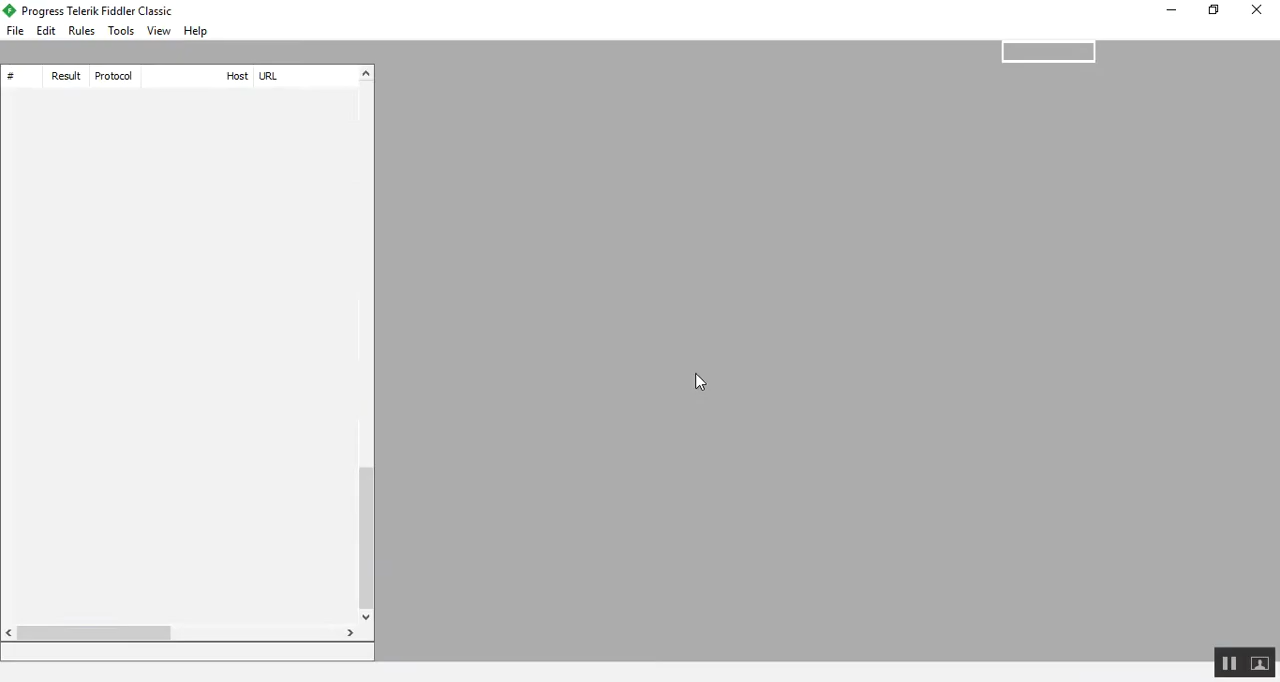 Progress Telerik Fiddler Classic
File Edit Rules Tools View Help
# Result Protocol Host URL